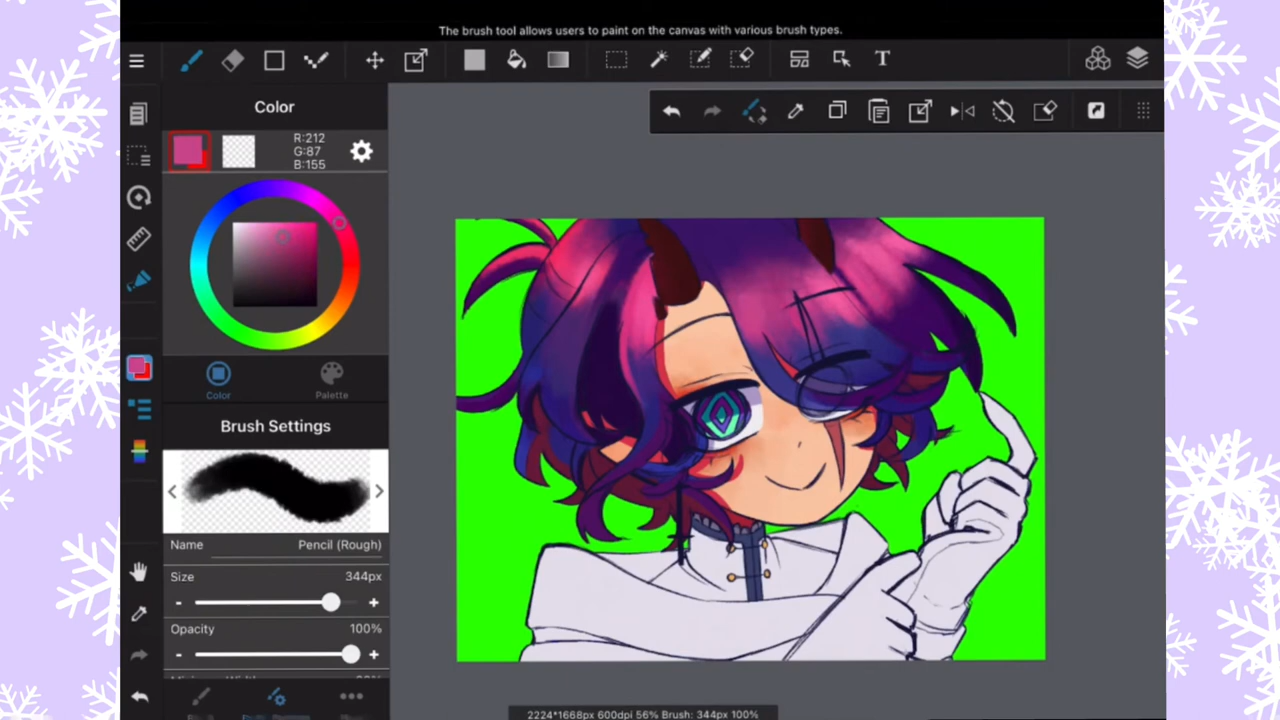 The brush tool allows users to paint on the canvas with various brush types.
T
Color
R:212
G:87
B:155
Color
Palette
Brush Settings
Name
Pencil (Rough)
Size
344px
-
+
Opacity
100%
-
+
2224*1668px 600dpi 56% Brush: 344px 100%